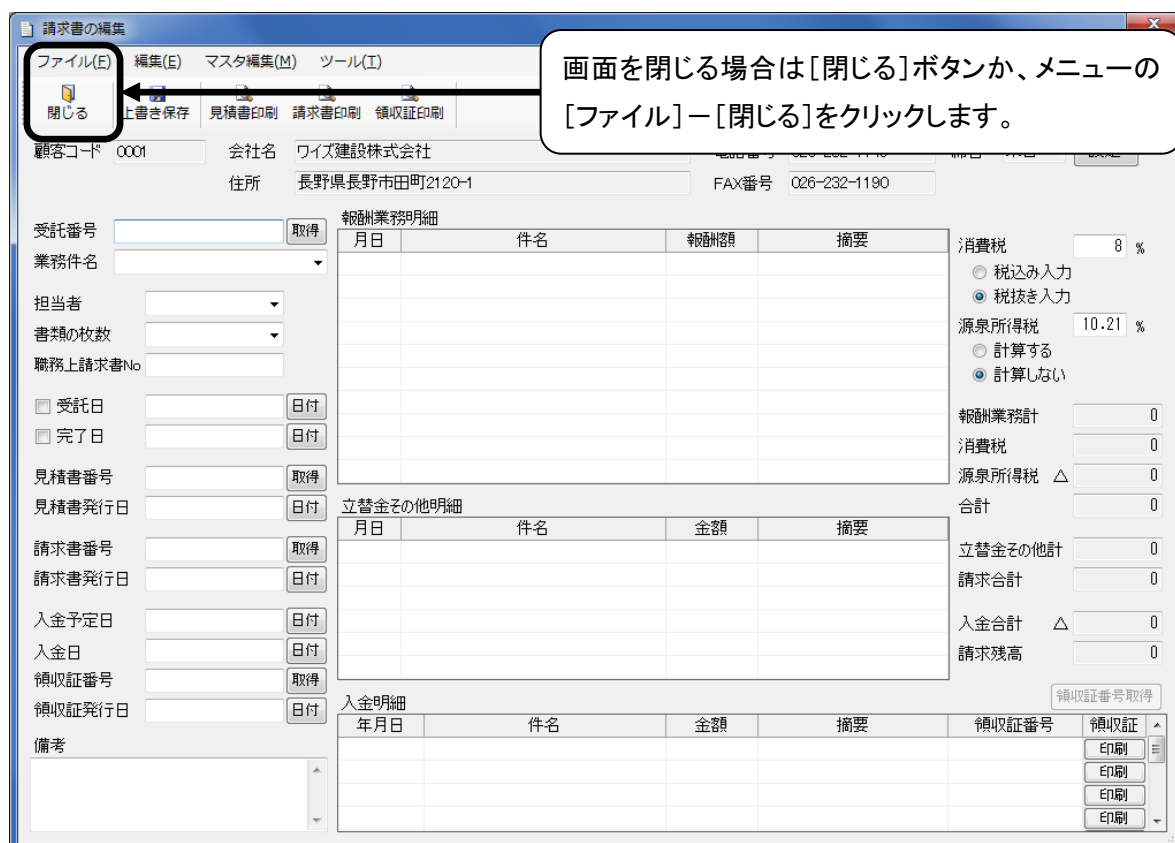 請求書の編集
ファイル(F) 編集(E) マスタ編集(M) ツール(T)
画面を閉じる場合は[閉じる]ボタンか、メニューの
[ファイル]－[閉じる]をクリックします。
閉じる 上書き保存 見積書印刷 請求書印刷 領収証印刷
顧客コード 0001 会社名 ワイズ建設株式会社
住所 長野県長野市田町2120-1 FAX番号 026-232-1190
報酬業務明細
受託番号 取得
月日 件名 報酬額 摘要
消費税 8 %
業務件名
税込み入力
税抜き入力
担当者
源泉所得税 10.21 %
書類の枚数
計算する
職務上請求書No
計算しない
受託日 日付
報酬業務計 0
完了日 日付
消費税 0
見積書番号 取得
源泉所得税 △ 0
見積書発行日 日付
立替金その他明細
合計 0
月日 件名 金額 摘要
請求書番号 取得
立替金その他計 0
請求書発行日 日付
請求合計 0
入金予定日 日付
入金合計 △ 0
入金日 日付
請求残高 0
領収証番号 取得
領収証番号取得
領収証発行日 日付
入金明細
年月日 件名 金額 摘要 領収証番号 領収証
備考
印刷
印刷
印刷
印刷